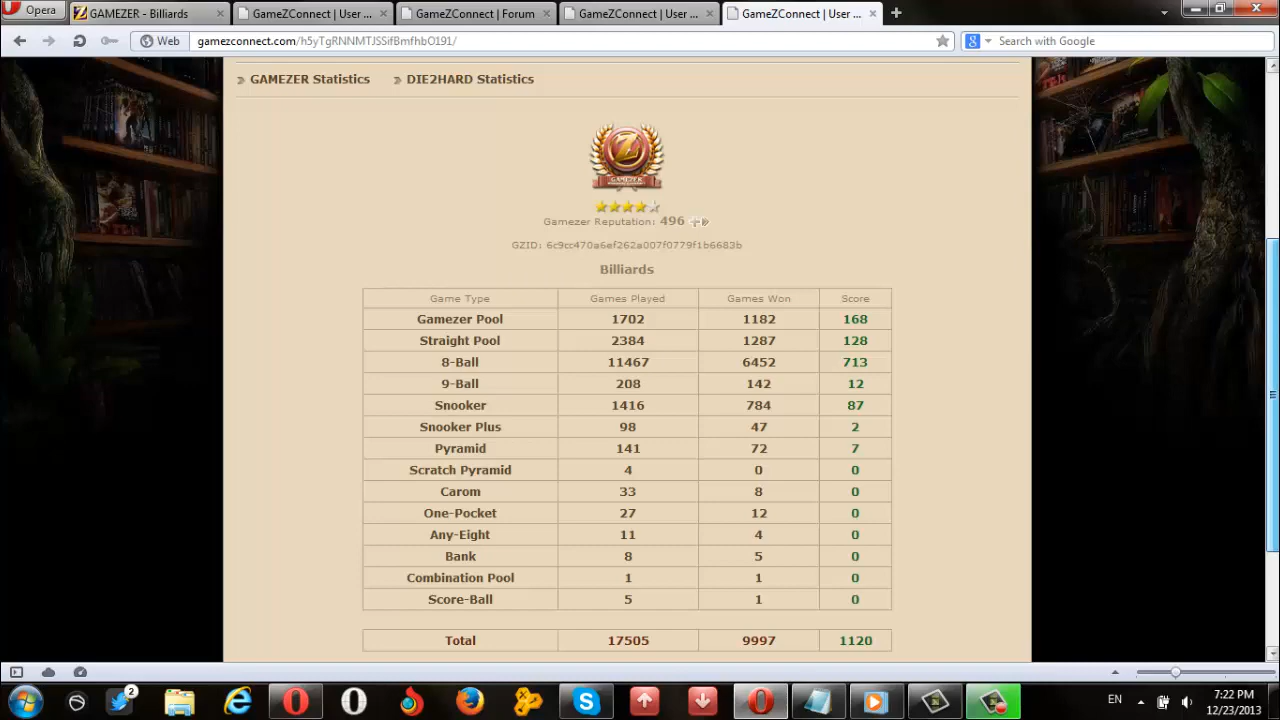 Opera
GAMEZER - Billiards
GameZConnect | User ...
GameZConnect | Forum
GameZConnect | User ...
GameZConnect | User ...
Web
gamezconnect.com/h5yTgRNNMTJSSifBmfhbO191/
Search with Google
GAMEZER Statistics
DIE2HARD Statistics
GAMEZER
Gamezer Reputation: 496
GZID: 6c9cc470a6ef262a007f0779f1b6683b
Billiards
Game Type Games Played Games Won Score
Gamezer Pool 1702 1182 168
Straight Pool 2384 1287 128
8-Ball 11467 6452 713
9-Ball 208 142 12
Snooker 1416 784 87
Snooker Plus 98 47 2
Pyramid 141 72 7
Scratch Pyramid 4 0 0
Carom 33 8 0
One-Pocket 27 12 0
Any-Eight 11 4 0
Bank 8 5 0
Combination Pool 1 1 0
Score-Ball 5 1 0
Total 17505 9997 1120
2
EN
7:22 PM
12/23/2013